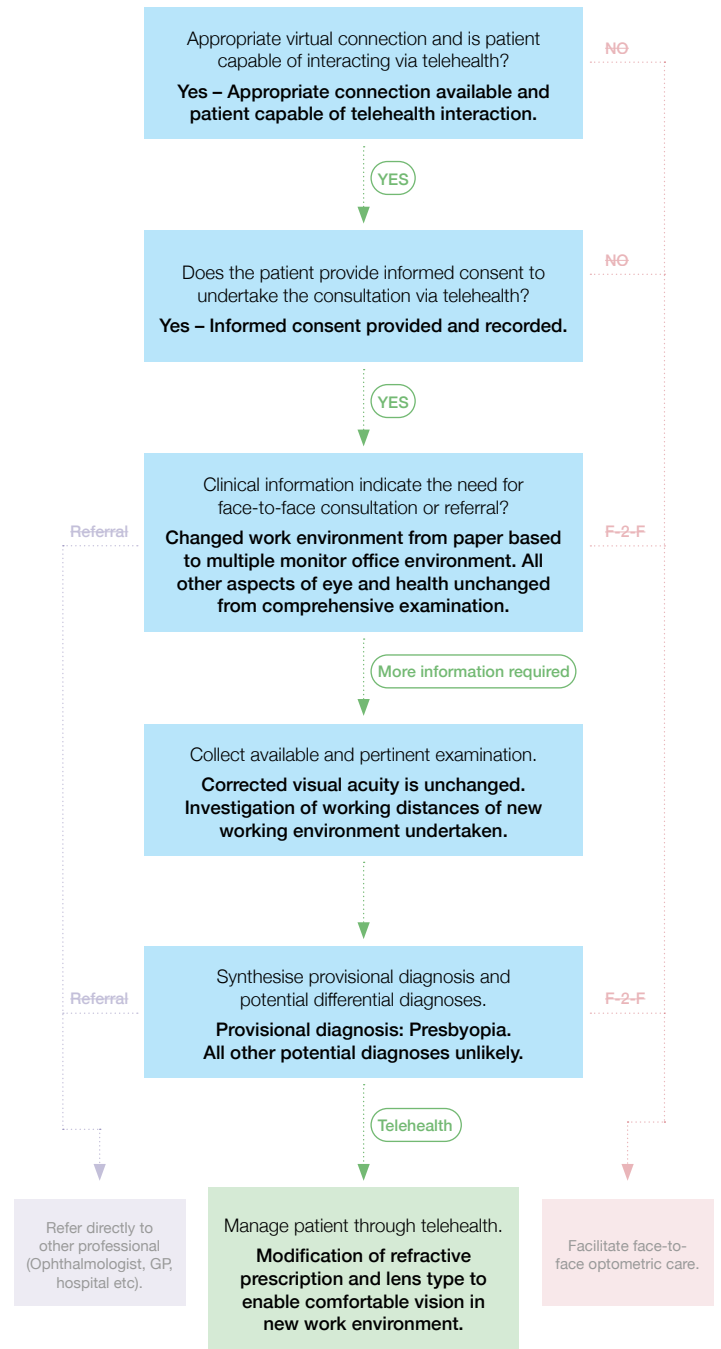 Appropriate virtual connection and is patient
capable of interacting via telehealth?
Yes – Appropriate connection available and
patient capable of telehealth interaction.
NO
YES
Does the patient provide informed consent to
undertake the consultation via telehealth?
Yes – Informed consent provided and recorded.
NO
YES
Clinical information indicate the need for
face-to-face consultation or referral?
Changed work environment from paper based
to multiple monitor office environment. All
other aspects of eye and health unchanged
from comprehensive examination.
Referral
F-2-F
More information required
Collect available and pertinent examination.
Corrected visual acuity is unchanged.
Investigation of working distances of new
working environment undertaken.
Synthesise provisional diagnosis and
potential differential diagnoses.
Provisional diagnosis: Presbyopia.
All other potential diagnoses unlikely.
Referral
F-2-F
Telehealth
Refer directly to
other professional
(Ophthalmologist, GP,
hospital etc).
Manage patient through telehealth.
Modification of refractive
prescription and lens type to
enable comfortable vision in
new work environment.
Facilitate face-to-
face optometric care.